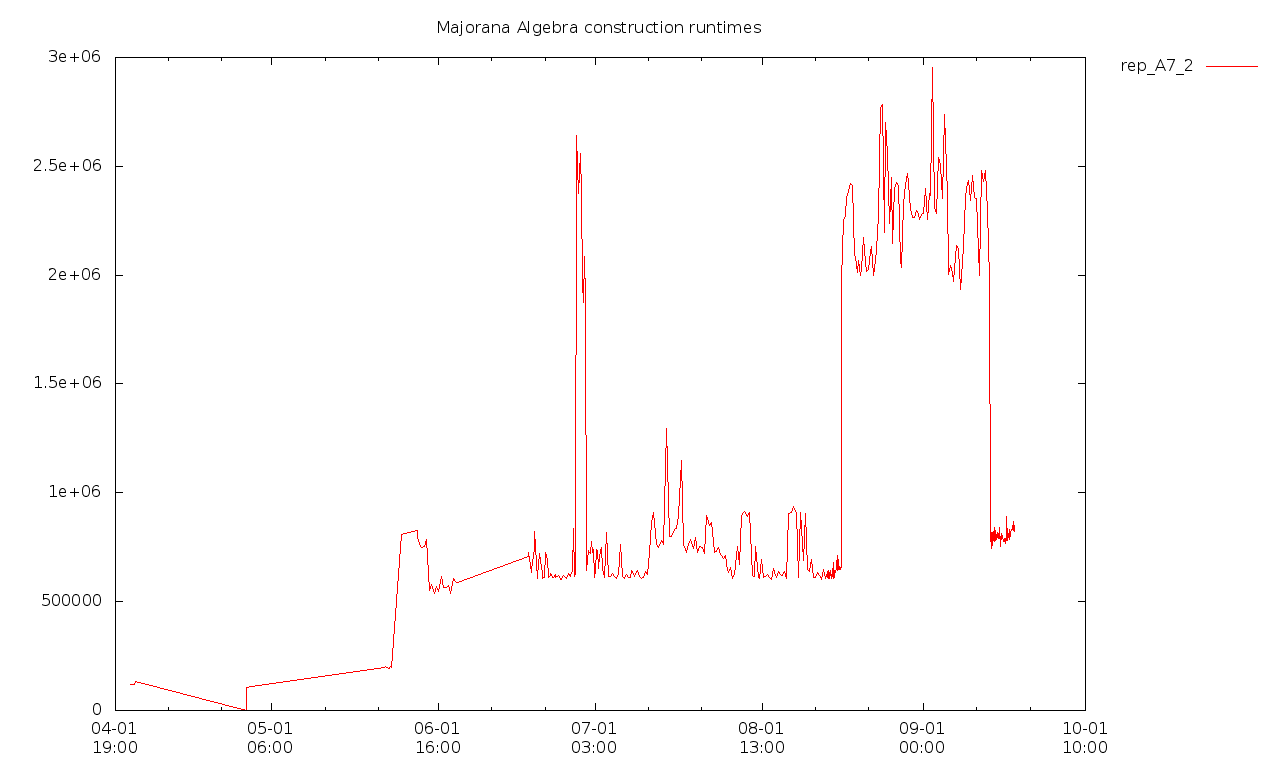 Majorana Algebra construction runtimes
rep_A7_2
3e+06
2.5e+06
2e+06
1.5e+06
1e+06
500000
0
04-01 05-01 06-01 07-01 08-01 09-01 10-01
19:00 06:00 16:00 03:00 13:00 00:00 10:00